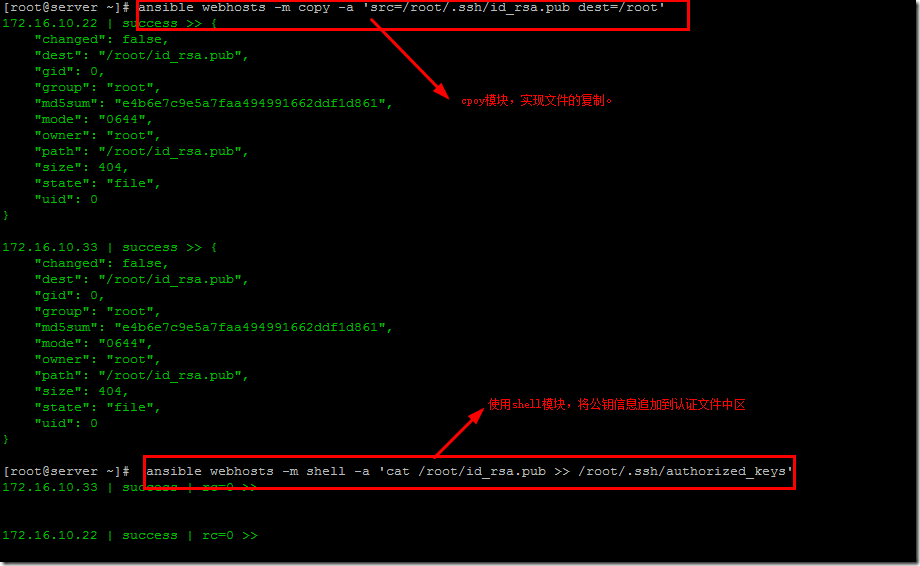 [root@server ~]# ansible webhosts -m copy -a 'src=/root/.ssh/id_rsa.pub dest=/root'
172.16.10.22 | success >> {
"changed": false,
"dest": "/root/id_rsa.pub",
"gid": 0,
"group": "root",
"md5sum": "e4b6e7c9e5a7faa494991662ddf1d861",
"mode": "0644",
"owner": "root",
"path": "/root/id_rsa.pub",
"size": 404,
"state": "file",
"uid": 0
}
cpoy模块，实现文件的复制。
172.16.10.33 | success >> {
"changed": false,
"dest": "/root/id_rsa.pub",
"gid": 0,
"group": "root",
"md5sum": "e4b6e7c9e5a7faa494991662ddf1d861",
"mode": "0644",
"owner": "root",
"path": "/root/id_rsa.pub",
"size": 404,
"state": "file",
"uid": 0
}
使用shell模块，将公钥信息追加到认证文件中区
[root@server ~]# ansible webhosts -m shell -a 'cat /root/id_rsa.pub >> /root/.ssh/authorized_keys'
172.16.10.33 | success | rc=0 >>
172.16.10.22 | success | rc=0 >>